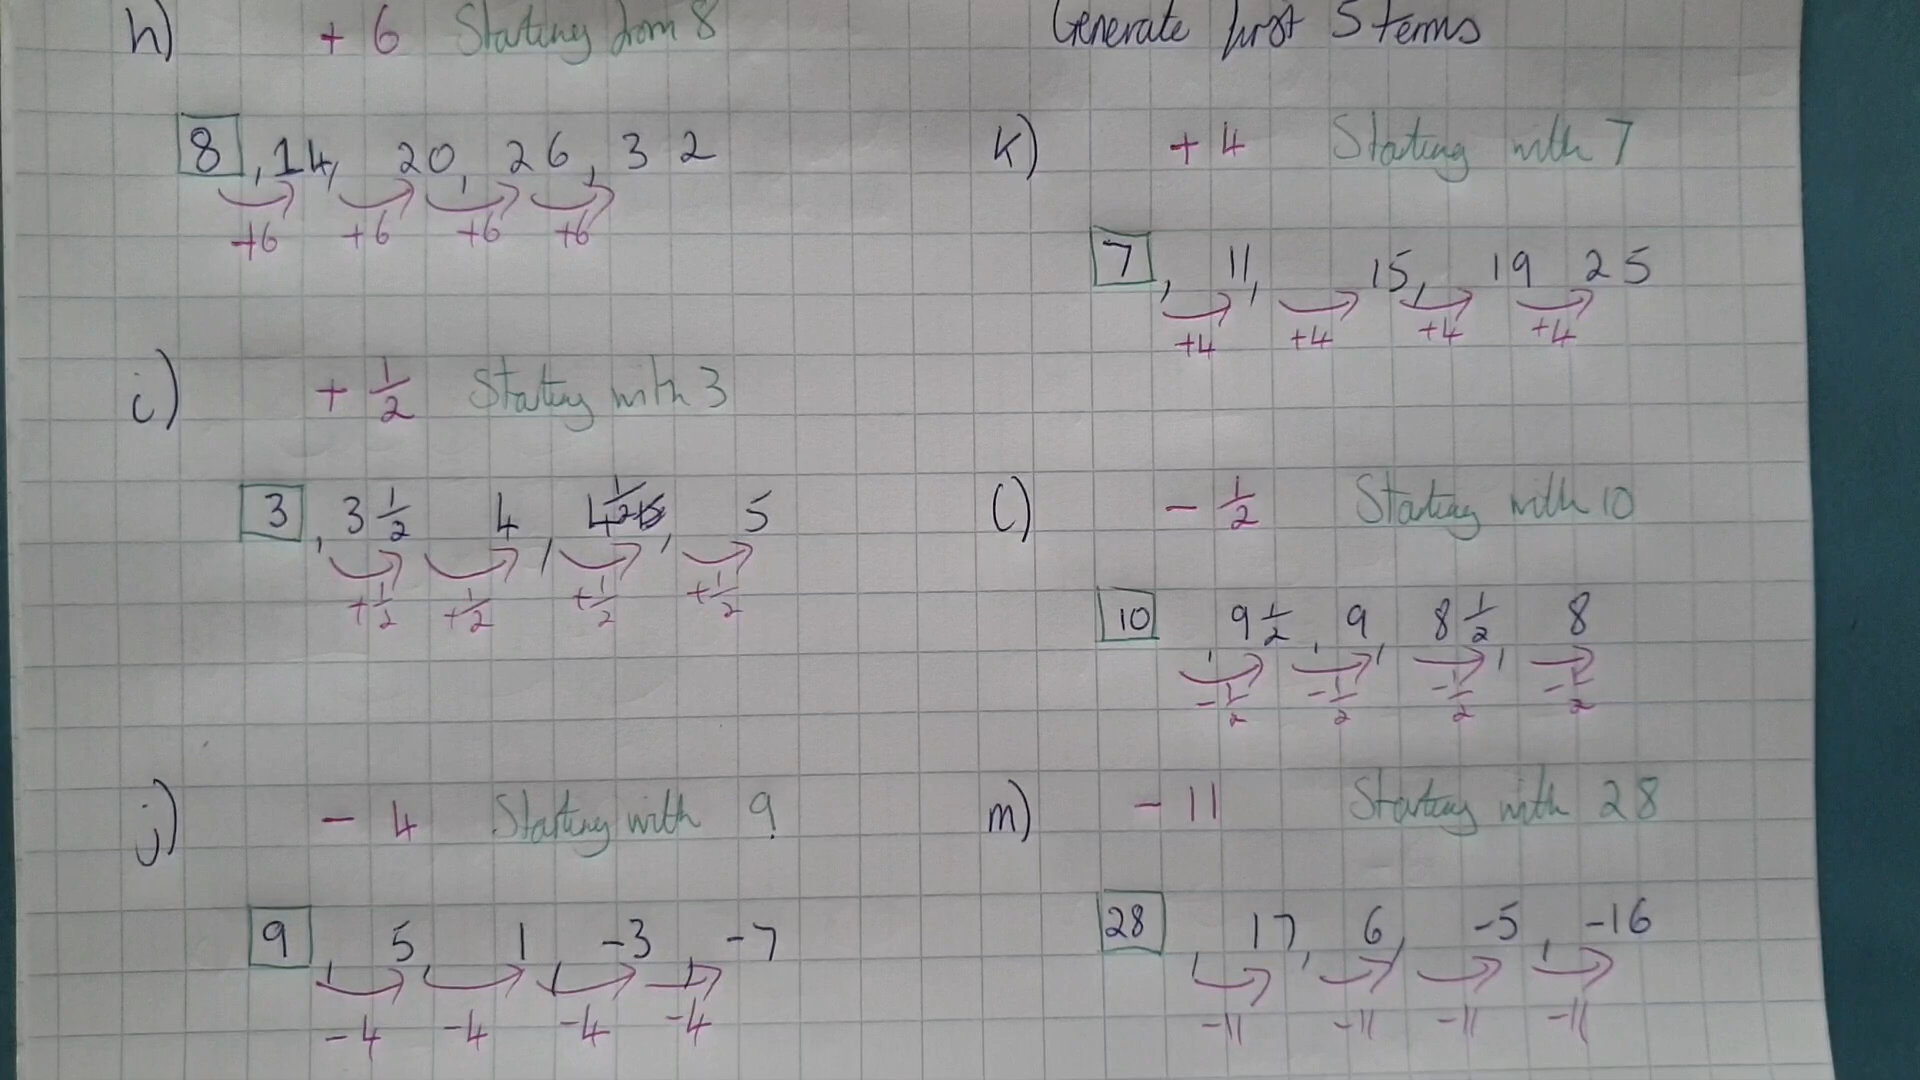 h) + 6 Starting from 8
8, 14, 20, 26, 32
+6 +6 +6 +6
i) + 1/2 Starting with 3
3, 3 1/2 4, 4 1/2, 5
+1/2 +1/2 +1/2 +1/2
j) - 4 Starting with 9
9, 5, 1, -3, -7
-4 -4 -4 -4
Generate first 5 terms
k) + 4 Starting with 7
7, 11, 15, 19 25
+4 +4 +4 +4
l) - 1/2 Starting with 10
10, 9 1/2, 9, 8 1/2, 8
-1/2 -1/2 -1/2 -1/2
m) - 11 Starting with 28
28, 17, 6, -5, -16
-11 -11 -11 -11